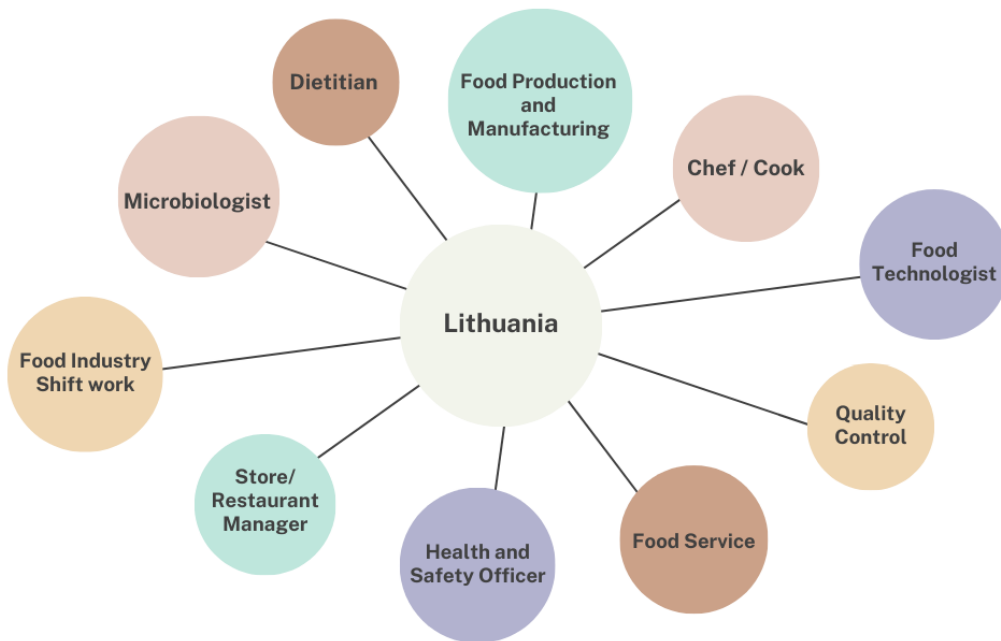 Dietitian
Food Production
and
Manufacturing
Chef / Cook
Microbiologist
Food
Technologist
Lithuania
Food Industry
Shift work
Quality
Control
Store/
Restaurant
Manager
Health and
Safety Officer
Food Service